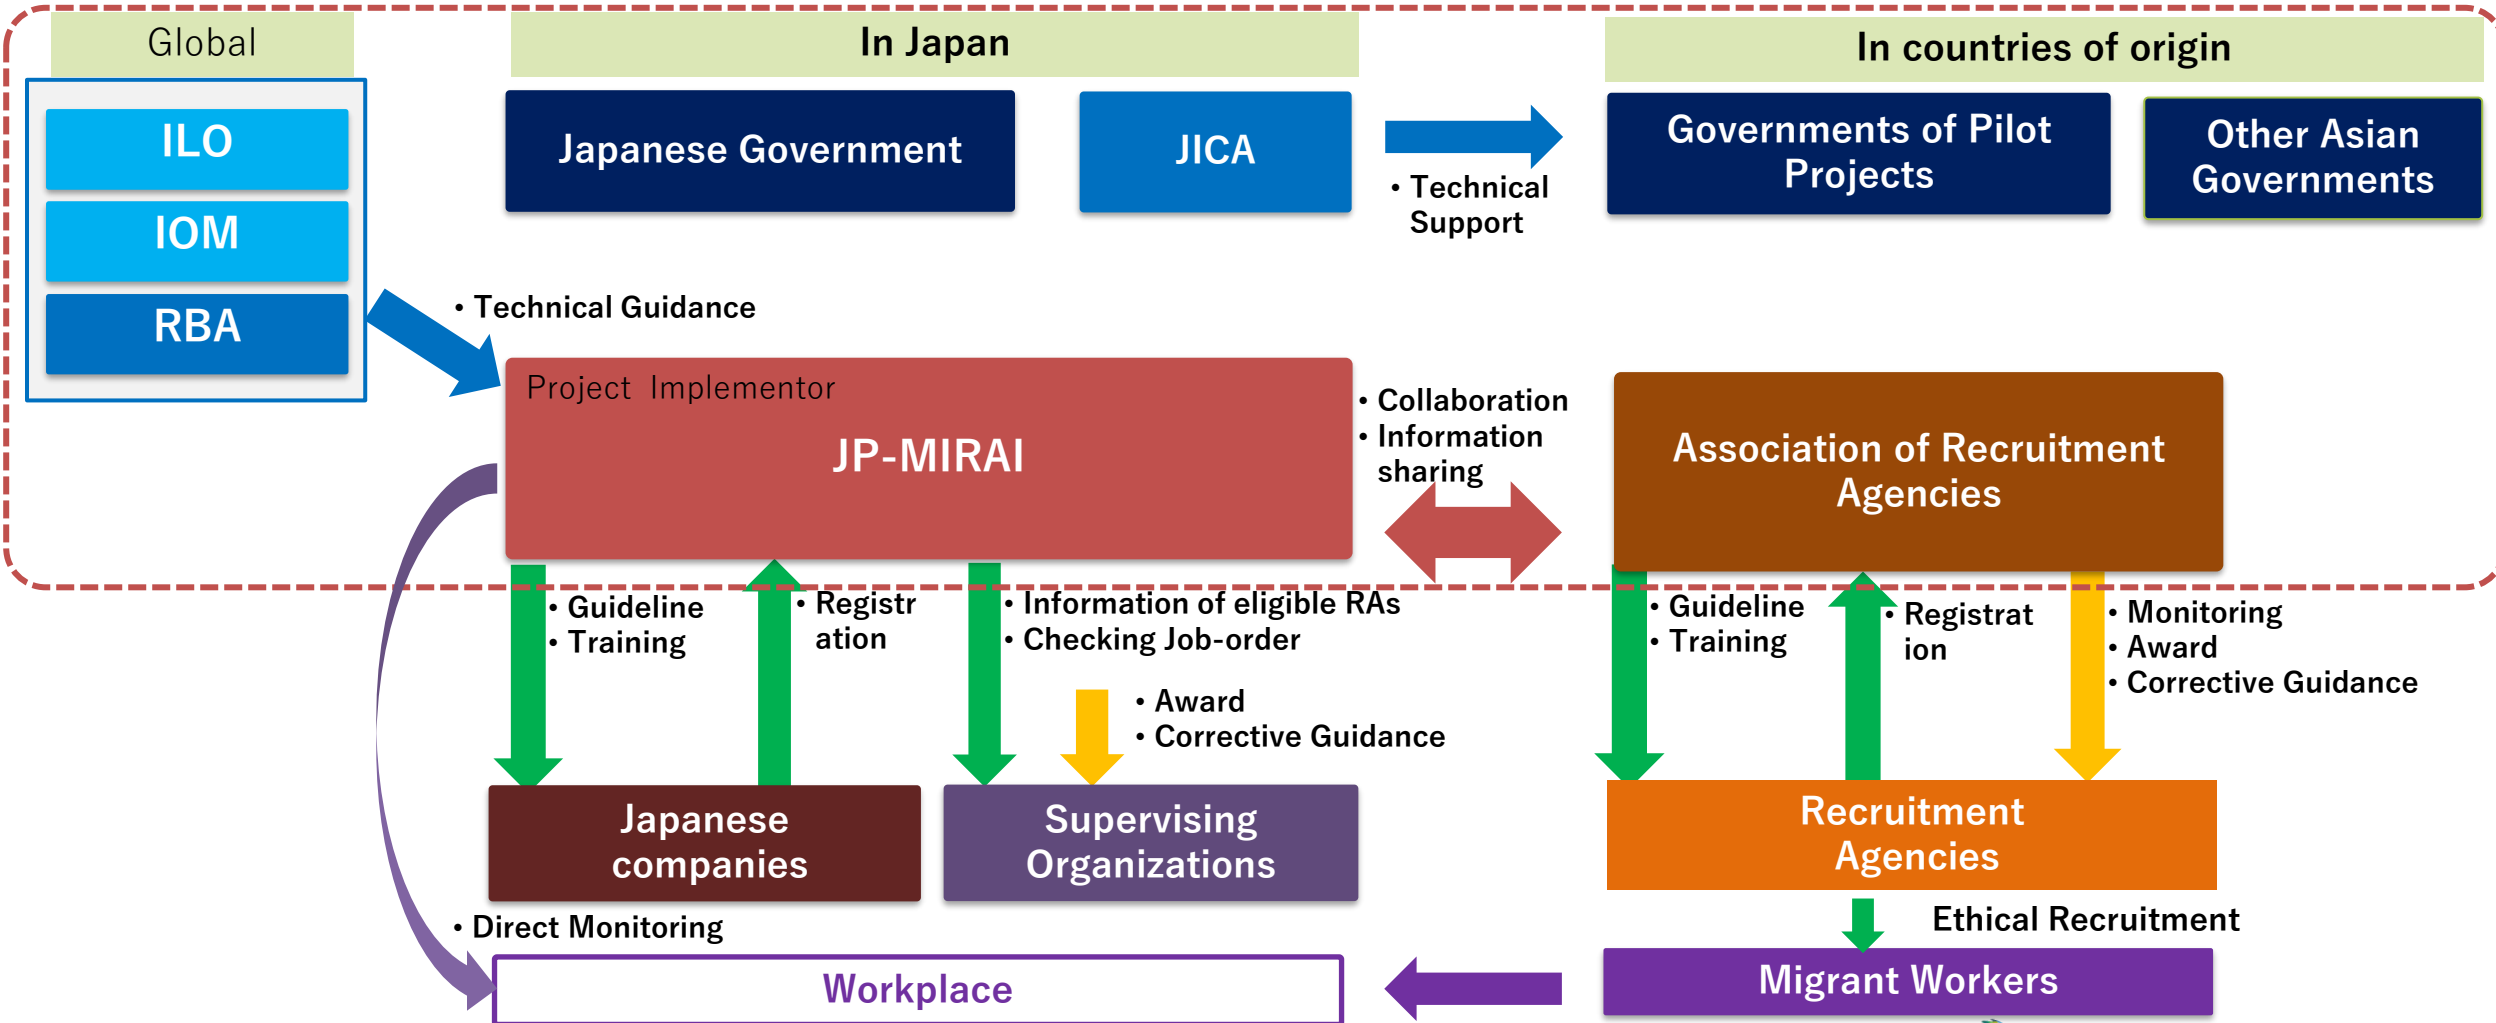 Global
In Japan
In countries of origin
ILO
IOM
RBA
Japanese Government
JICA
• Technical
Support
Governments of Pilot
Projects
Other Asian
Governments
• Technical Guidance
Project Implementor
JP-MIRAI
• Collaboration
• Information
sharing
Association of Recruitment
Agencies
• Guideline
• Training
• Registr
ation
• Information of eligible RAs
• Checking Job-order
• Award
• Corrective Guidance
• Guideline
• Training
• Registrat
ion
• Monitoring
• Award
• Corrective Guidance
Japanese
companies
Supervising
Organizations
Recruitment
Agencies
• Direct Monitoring
Ethical Recruitment
Workplace
Migrant Workers